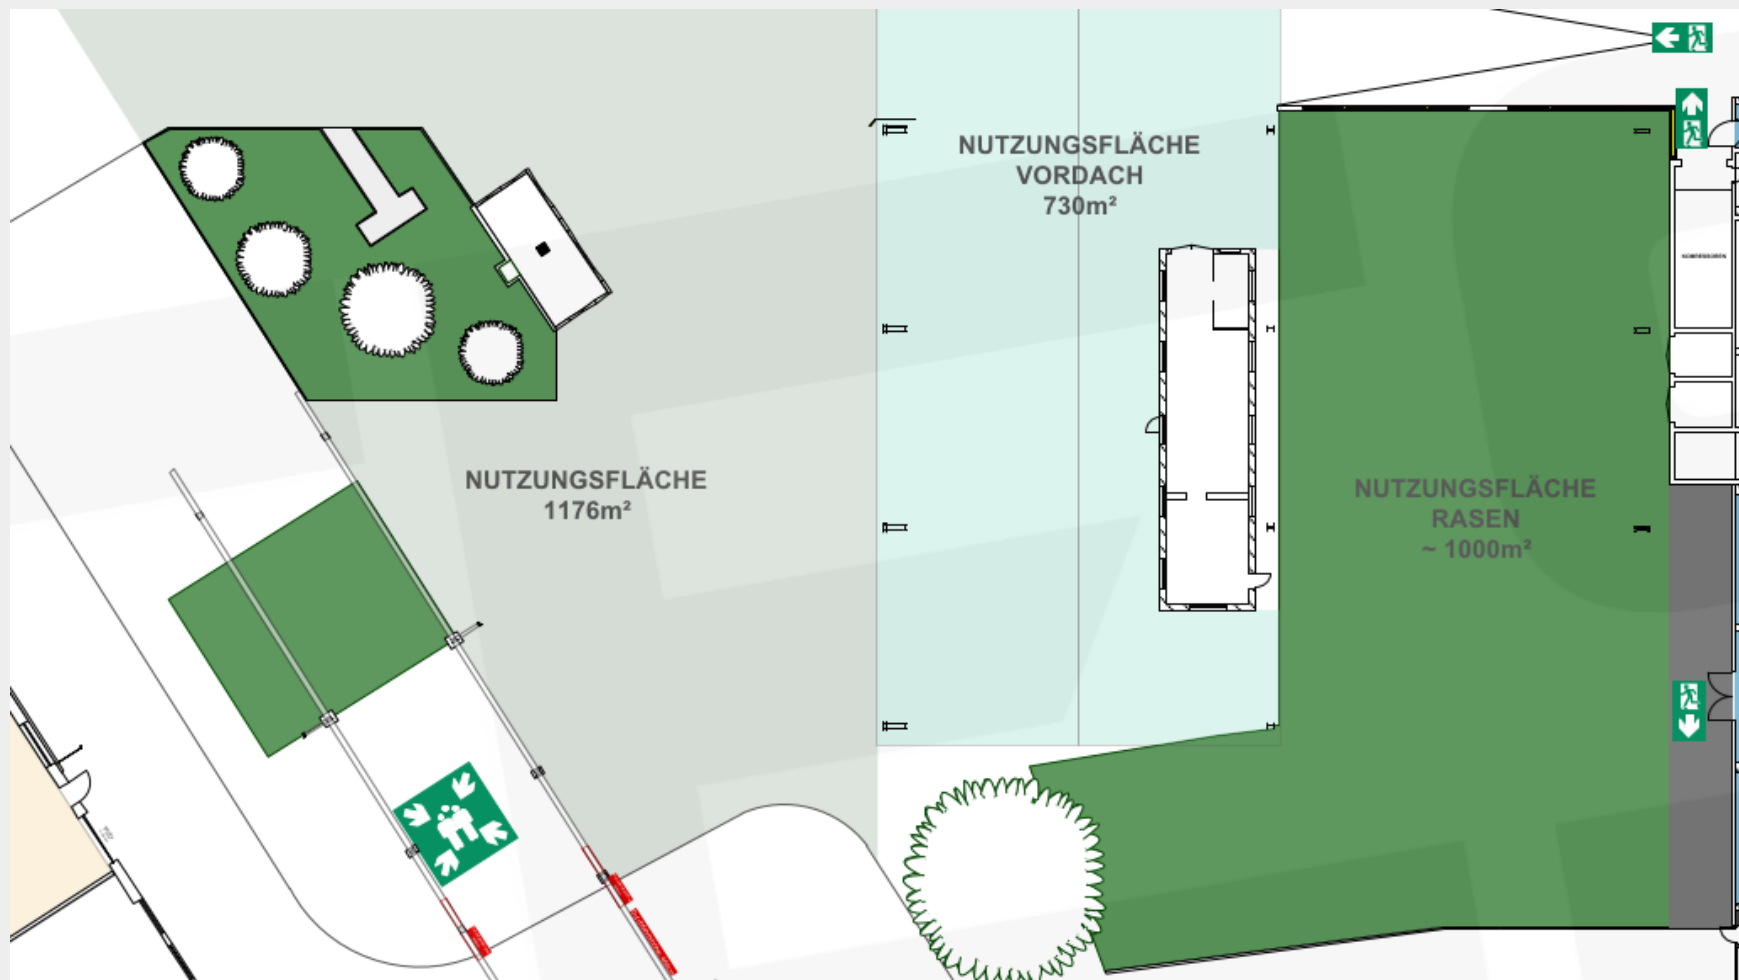 NUTZUNGSFLÄCHE
VORDACH
730m²
NUTZUNGSFLÄCHE
1176m²
NUTZUNGSFLÄCHE
RASEN
~ 1000m²